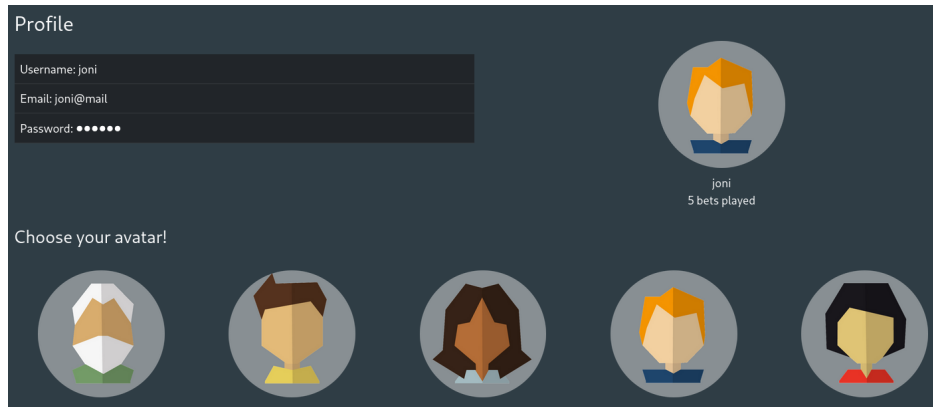 Profile
Username: joni
Email: joni@mail
Password: ●●●●●●
joni
5 bets played
Choose your avatar!